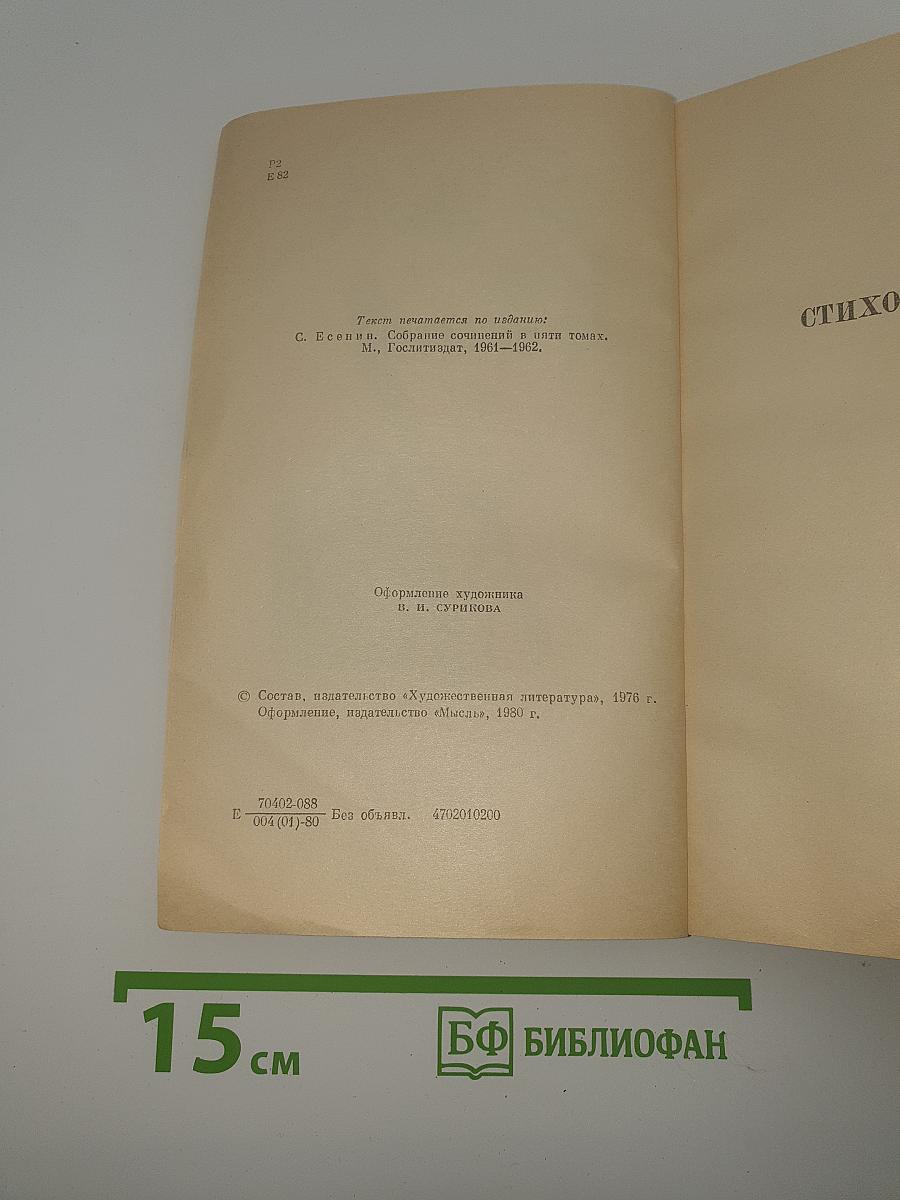 Р2
Е 82
Текст печатается по изданию:
С. Есенин. Собрание сочинений в пяти томах.
М., Гослитиздат, 1961—1962.
Оформление художника
В. И. СУРИКОВА
© Состав, издательство «Художественная литература», 1976 г.
Оформление, издательство «Мысль», 1980 г.
Е 70402-088
004(01)-80 Без объявл. 4702010200
СТИХО
15 см
БФ БИБЛИОФАН